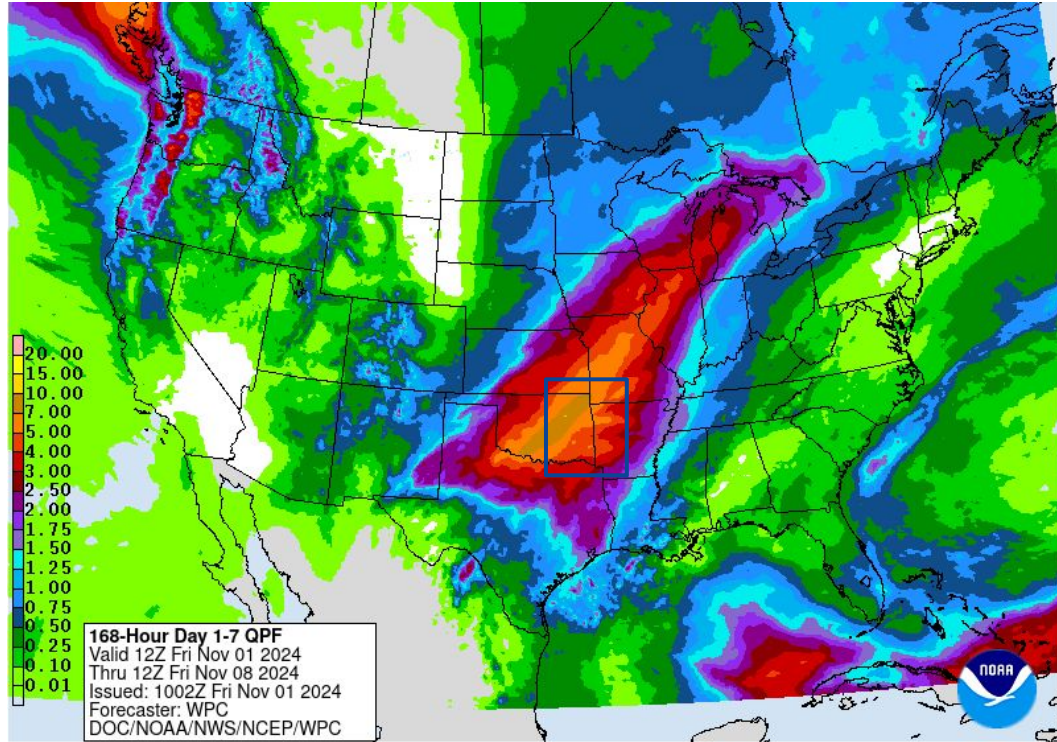 20.00
15.00
10.00
7.00
5.00
4.00
3.00
2.50
2.00
1.75
1.50
1.25
1.00
0.75
0.50
0.25
0.10
0.01
168-Hour Day 1-7 QPF
Valid 12Z Fri Nov 01 2024
Thru 12Z Fri Nov 08 2024
Issued: 1002Z Fri Nov 01 2024
Forecaster: WPC
DOC/NOAA/NWS/NCEP/WPC
NOAA